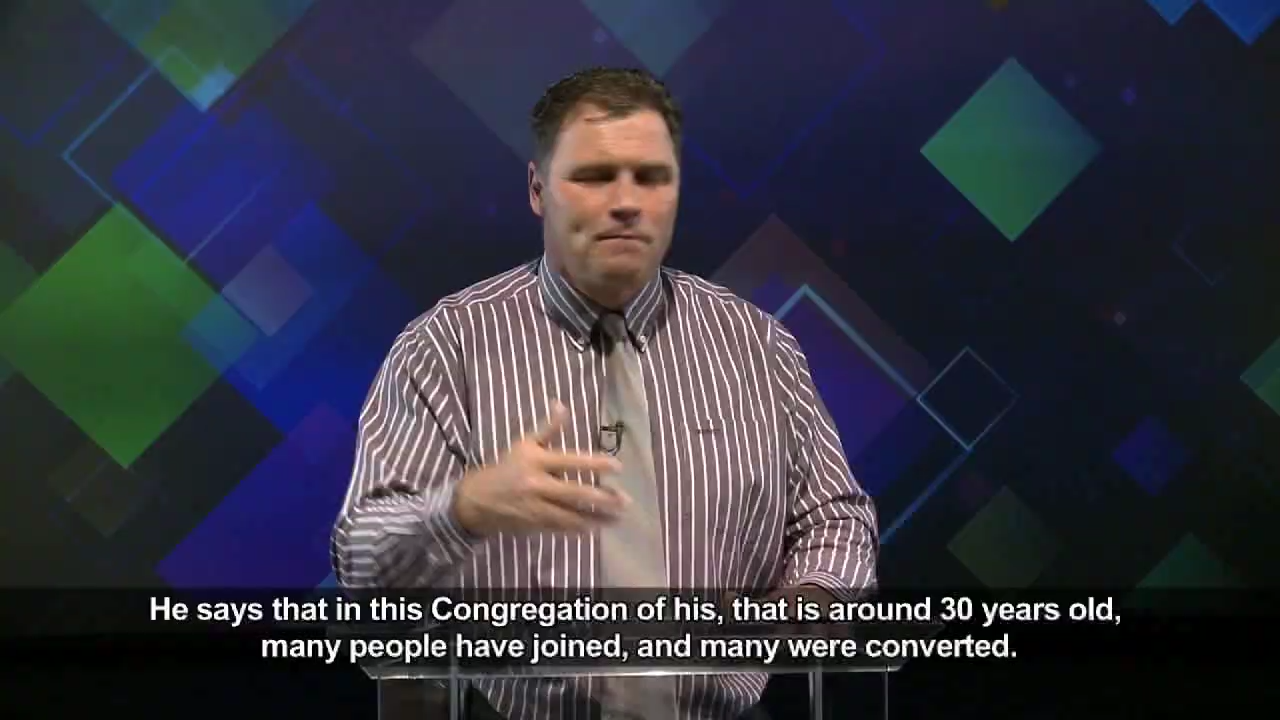 He says that in this Congregation of his, that is around 30 years old,
many people have joined, and many were converted.